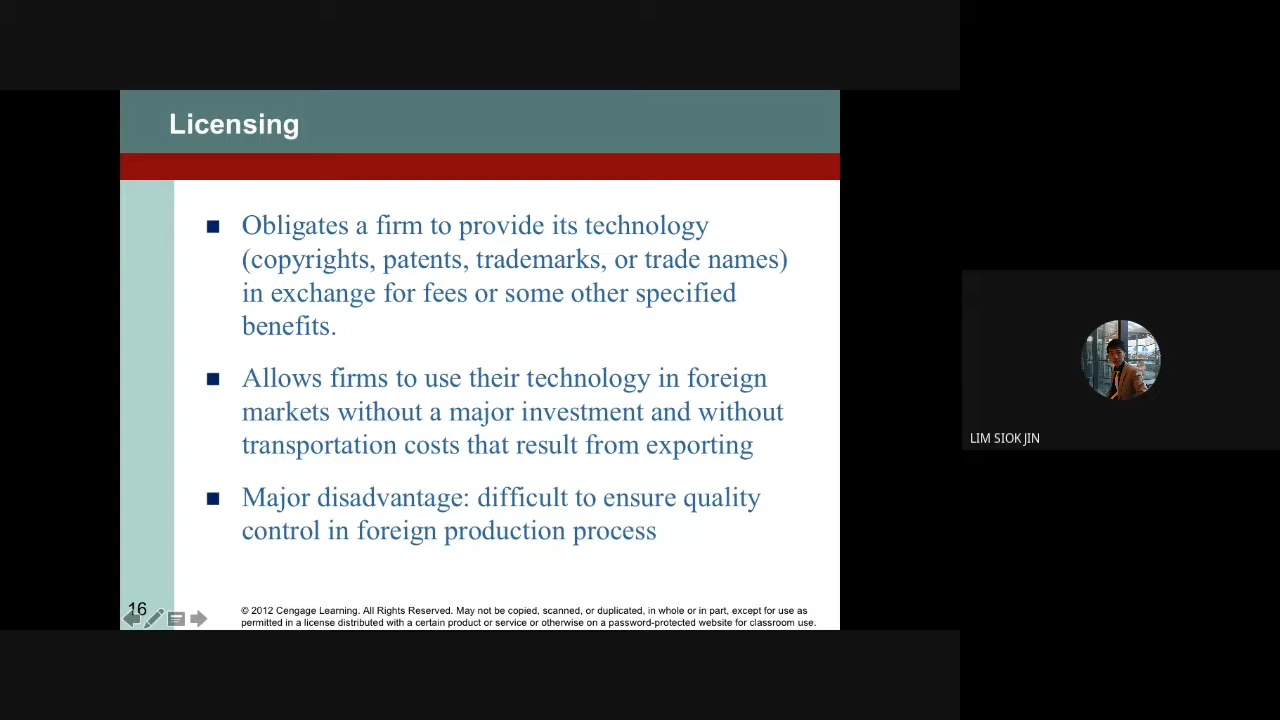 Licensing
■ Obligates a firm to provide its technology
(copyrights, patents, trademarks, or trade names)
in exchange for fees or some other specified
benefits.
■ Allows firms to use their technology in foreign
markets without a major investment and without
transportation costs that result from exporting
■ Major disadvantage: difficult to ensure quality
control in foreign production process
16
© 2012 Cengage Learning. All Rights Reserved. May not be copied, scanned, or duplicated, in whole or in part, except for use as
permitted in a license distributed with a certain product or service or otherwise on a password-protected website for classroom use.
LIM SIOK JIN